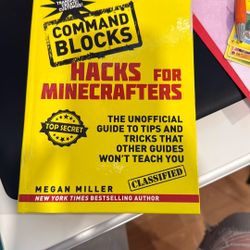 COMMAND
BLOCKS
HACKS FOR
MINECRAFTERS
TOP SECRET
THE UNOFFICIAL
GUIDE TO TIPS AND
TRICKS THAT
OTHER GUIDES
WON'T TEACH YOU
CLASSIFIED
MEGAN MILLER
NEW YORK TIMES BESTSELLING AUTHOR